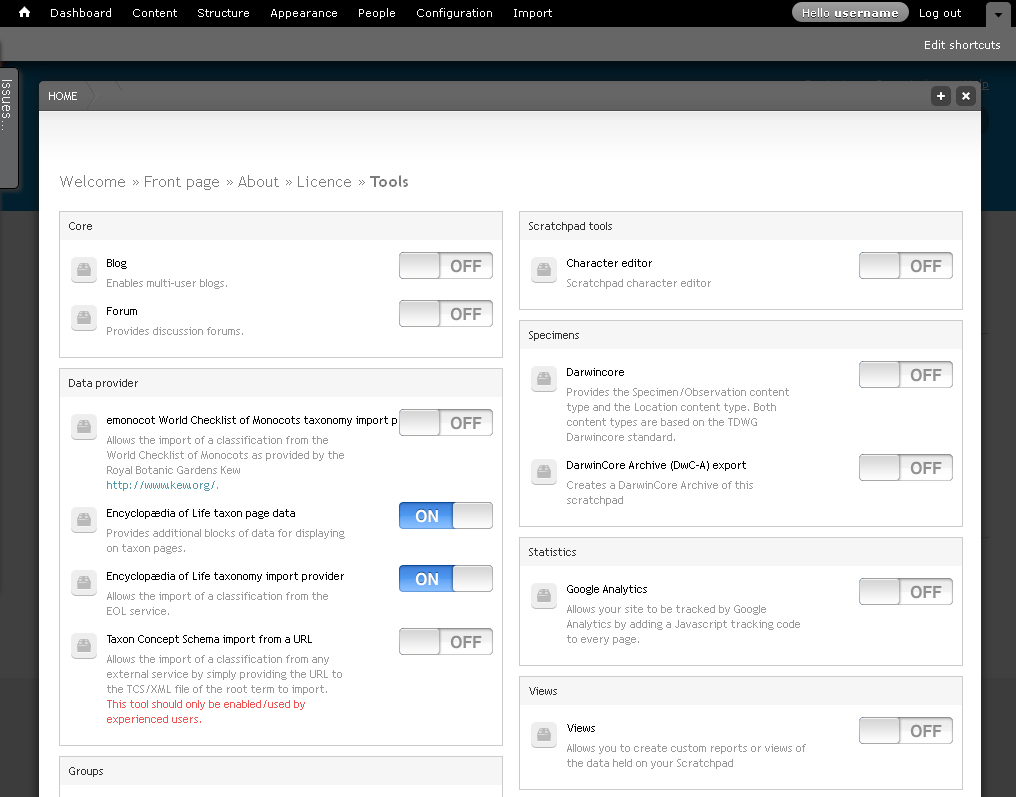 Dashboard Content Structure Appearance People Configuration Import Hello username Log out
Edit shortcuts
Issues...
HOME
Welcome » Front page » About » Licence » Tools
Core
Blog
Enables multi-user blogs.
OFF
Forum
Provides discussion forums.
OFF
Data provider
emonocot World Checklist of Monocots taxonomy import p
Allows the import of a classification from the
World Checklist of Monocots as provided by the
Royal Botanic Gardens Kew
http://www.kew.org/.
OFF
Encyclopædia of Life taxon page data
Provides additional blocks of data for displaying
on taxon pages.
ON
Encyclopædia of Life taxonomy import provider
Allows the import of a classification from the
EOL service.
ON
Taxon Concept Schema import from a URL
Allows the import of a classification from any
external service by simply providing the URL to
the TCS/XML file of the root term to import.
This tool should only be enabled/used by
experienced users.
OFF
Groups
Scratchpad tools
Character editor
Scratchpad character editor
OFF
Specimens
Darwincore
Provides the Specimen/Observation content
type and the Location content type. Both
content types are based on the TDWG
Darwincore standard.
OFF
DarwinCore Archive (DwC-A) export
Creates a DarwinCore Archive of this
scratchpad
OFF
Statistics
Google Analytics
Allows your site to be tracked by Google
Analytics by adding a Javascript tracking code
to every page.
OFF
Views
Views
Allows you to create custom reports or views of
the data held on your Scratchpad
OFF